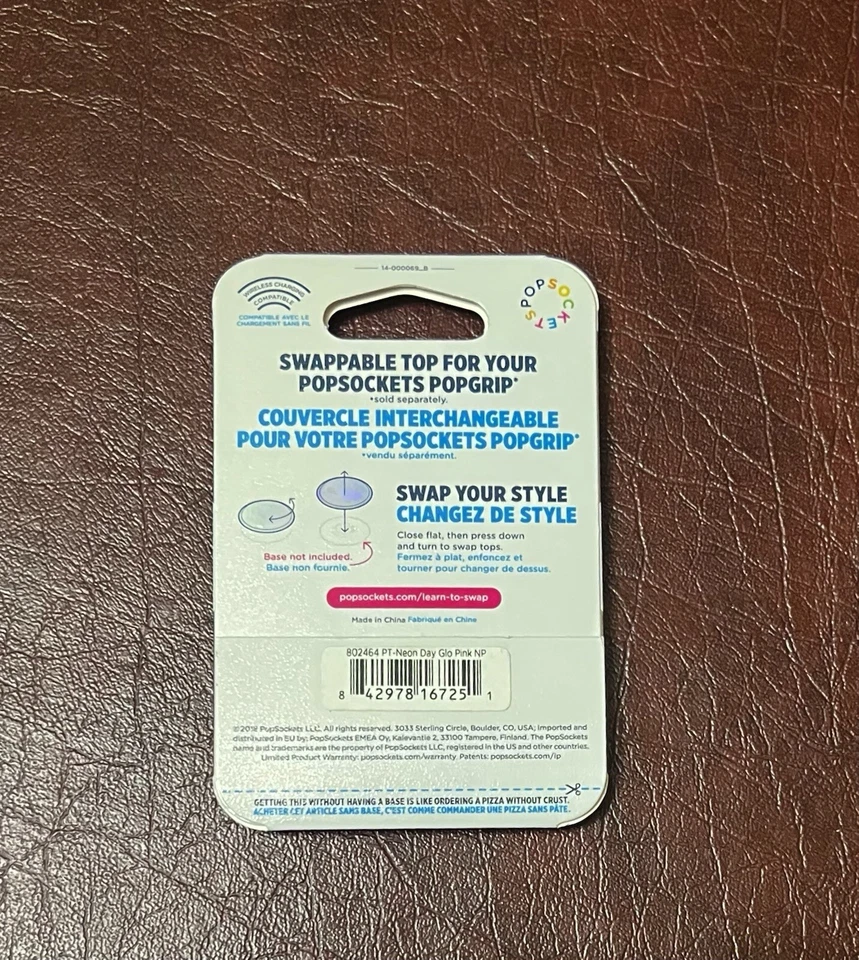 14-000069_B
WIRELESS CHARGING
COMPATIBLE
COMPATIBLE AVEC LE
CHARGEMENT SANS FIL
POPSOCKETS
SWAPPABLE TOP FOR YOUR
POPSOCKETS POPGRIP*
*sold separately.
COUVERCLE INTERCHANGEABLE
POUR VOTRE POPSOCKETS POPGRIP*
*vendu séparément.
SWAP YOUR STYLE
CHANGEZ DE STYLE
Close flat, then press down
and turn to swap tops.
Fermez à plat, enfoncez et
tourner pour changer de dessus.
Base not included.
Base non fournie.
popsockets.com/learn-to-swap
Made in China Fabriqué en Chine
802464 PT-Neon Day Glo Pink NP
8 42978 16725 1
©2018 PopSockets LLC. All rights reserved. 3033 Sterling Circle, Boulder, CO, USA; Imported and
distributed in EU by: PopSockets EMEA Oy, Kalevantie 2, 33100 Tampere, Finland. The PopSockets
name and trademarks are the property of PopSockets LLC, registered in the US and other countries.
Limited Product Warranty: popsockets.com/warranty. Patents: popsockets.com/ip
GETTING THIS WITHOUT HAVING A BASE IS LIKE ORDERING A PIZZA WITHOUT CRUST.
ACHETER CET ARTICLE SANS BASE, C'EST COMME COMMANDER UNE PIZZA SANS PÂTE.